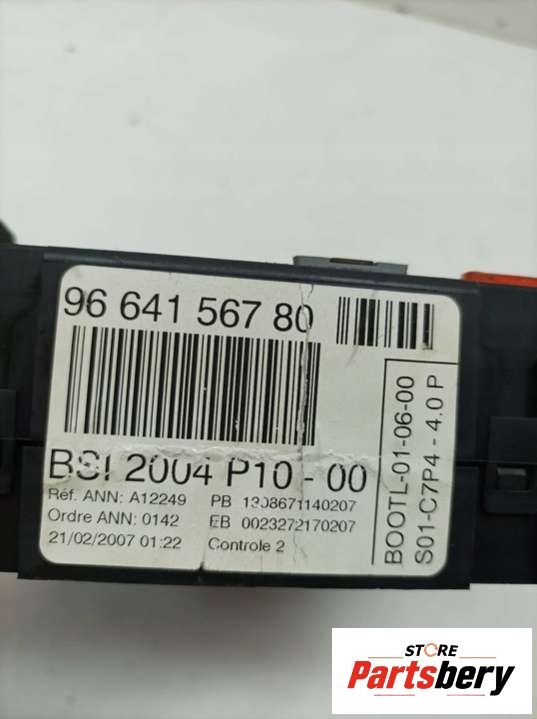 96 641 567 80
BSI 2004 P10 - 00
Réf. ANN: A12249 PB 1308671140207
Ordre ANN: 0142 EB 0023272170207
21/02/2007 01:22 Controle 2
BOOTL-01-06-00
S01-C7P4 - 4.0 P
STORE
Partsbery